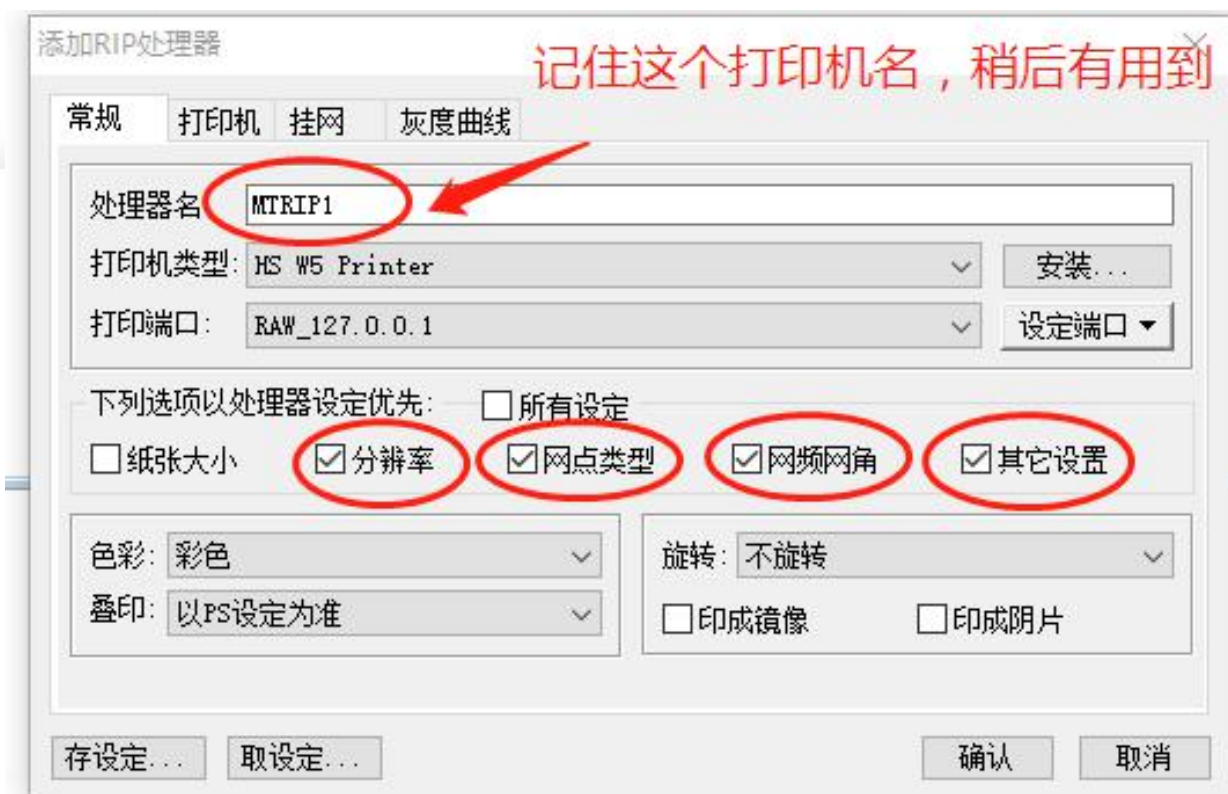 添加RIP处理器
记住这个打印机名，稍后有用到
常规 打印机 挂网 灰度曲线
处理器名 MTRIP1
打印机类型: HS W5 Printer 安装...
打印端口: RAW_127.0.0.1 设定端口
下列选项以处理器设定优先: 所有设定
纸张大小 分辨率 网点类型 网频网角 其它设置
色彩: 彩色 旋转: 不旋转
叠印: 以PS设定为准 印成镜像 印成阴片
存设定... 取设定... 确认 取消